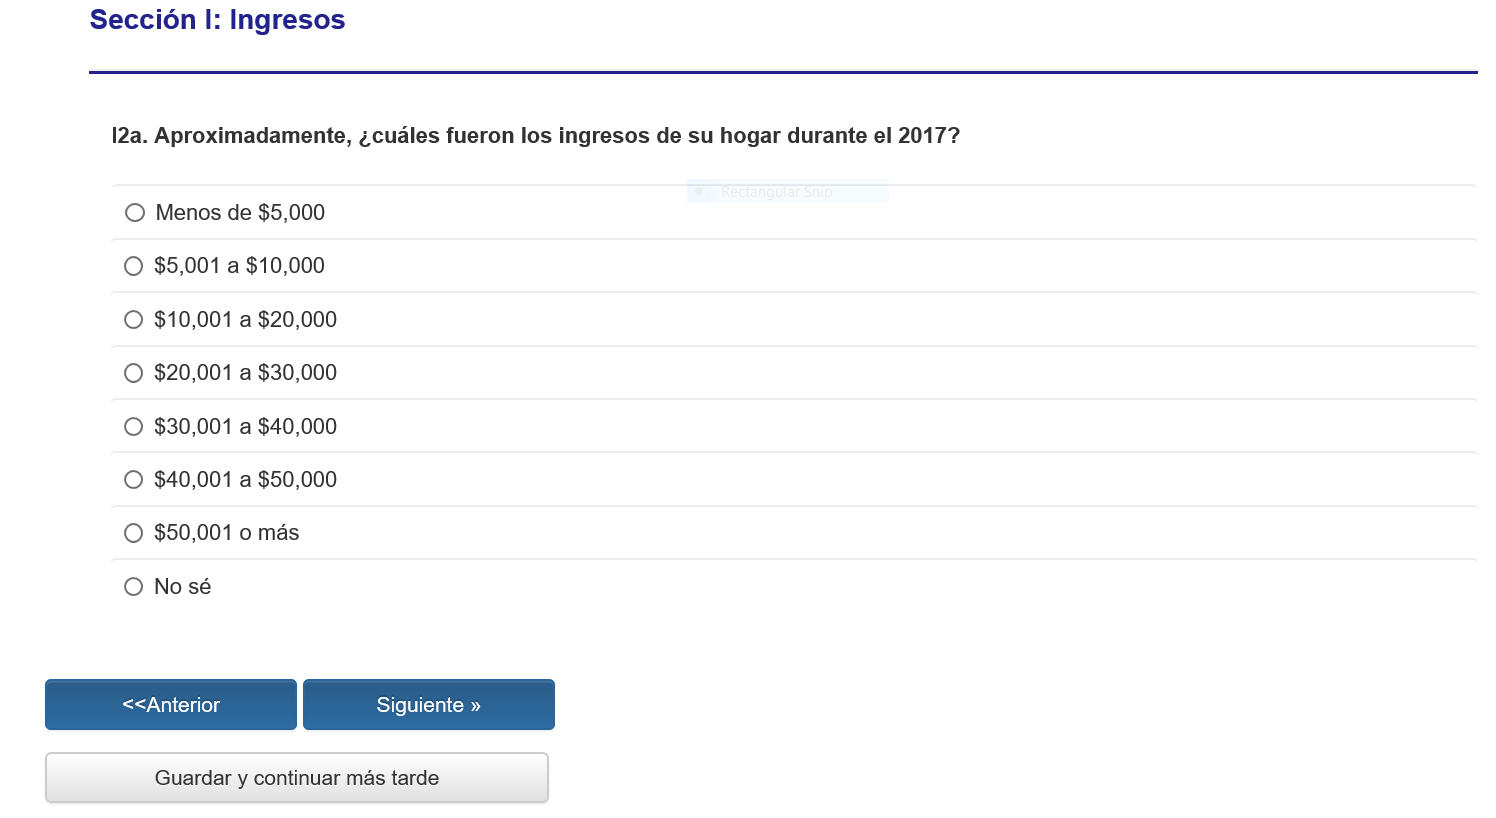 Sección I: Ingresos
I2a. Aproximadamente, ¿cuáles fueron los ingresos de su hogar durante el 2017?
Rectangular Snip
Menos de $5,000
$5,001 a $10,000
$10,001 a $20,000
$20,001 a $30,000
$30,001 a $40,000
$40,001 a $50,000
$50,001 o más
No sé
<<Anterior
Siguiente »
Guardar y continuar más tarde